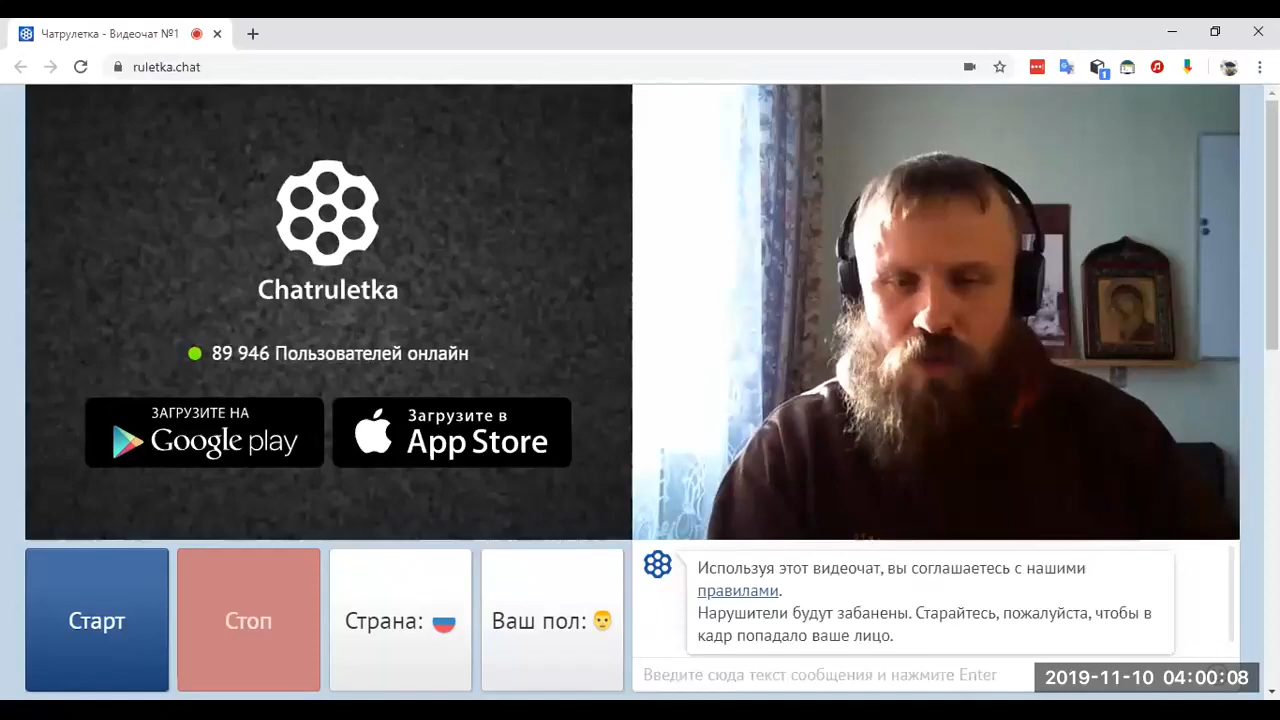 Чатрулетка - Видеочат №1
ruletka.chat
Chatruletka
89 946 Пользователей онлайн
ЗАГРУЗИТЕ НА
Google play
Загрузите в
App Store
Старт
Стоп
Страна:
Ваш пол:
Используя этот видеочат, вы соглашаетесь с нашими
правилами.
Нарушители будут забанены. Старайтесь, пожалуйста, чтобы в
кадр попадало ваше лицо.
Введите сюда текст сообщения и нажмите Enter
2019-11-10 04:00:08